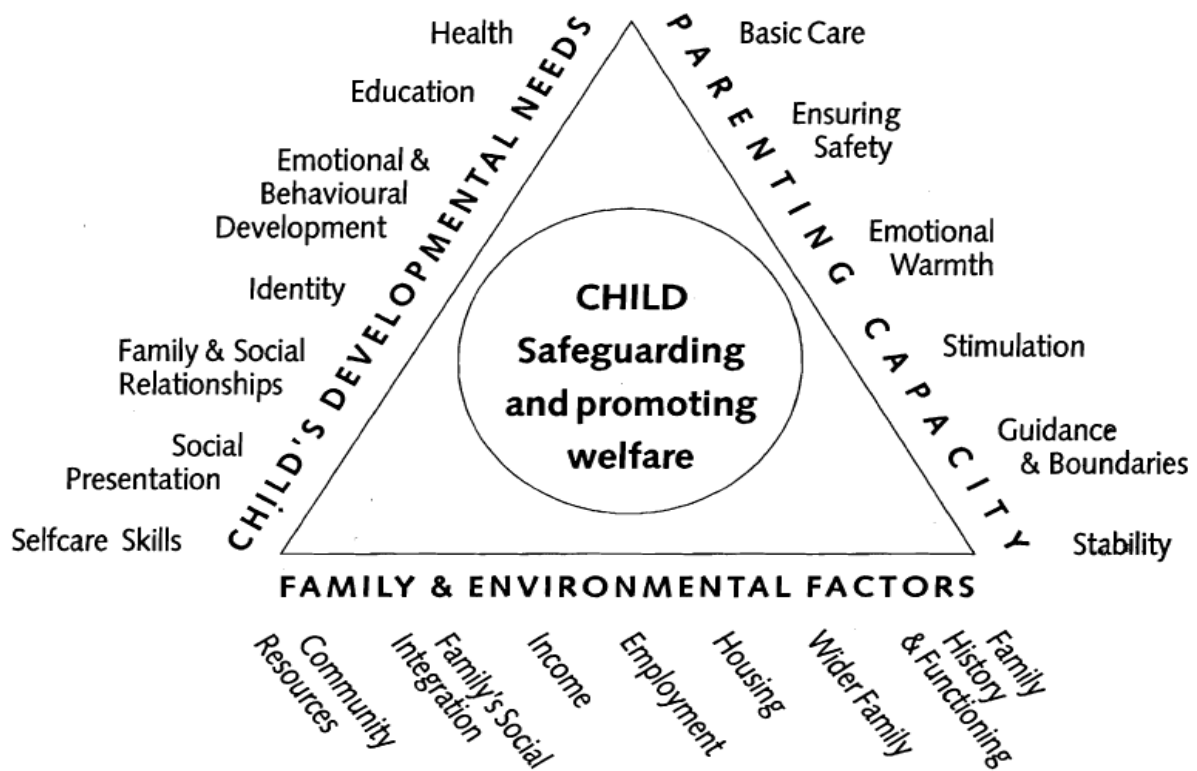 Health
Education
Emotional &
Behavioural
Development
Identity
Family & Social
Relationships
Social
Presentation
Selfcare Skills
CHILD'S DEVELOPMENTAL NEEDS
PARENTING CAPACITY
Basic Care
Ensuring
Safety
Emotional
Warmth
Stimulation
Guidance
& Boundaries
Stability
CHILD
Safeguarding
and promoting
welfare
FAMILY & ENVIRONMENTAL FACTORS
Community
Resources
Family's Social
Integration
Income
Employment
Housing
Wider Family
Family
History
& Functioning